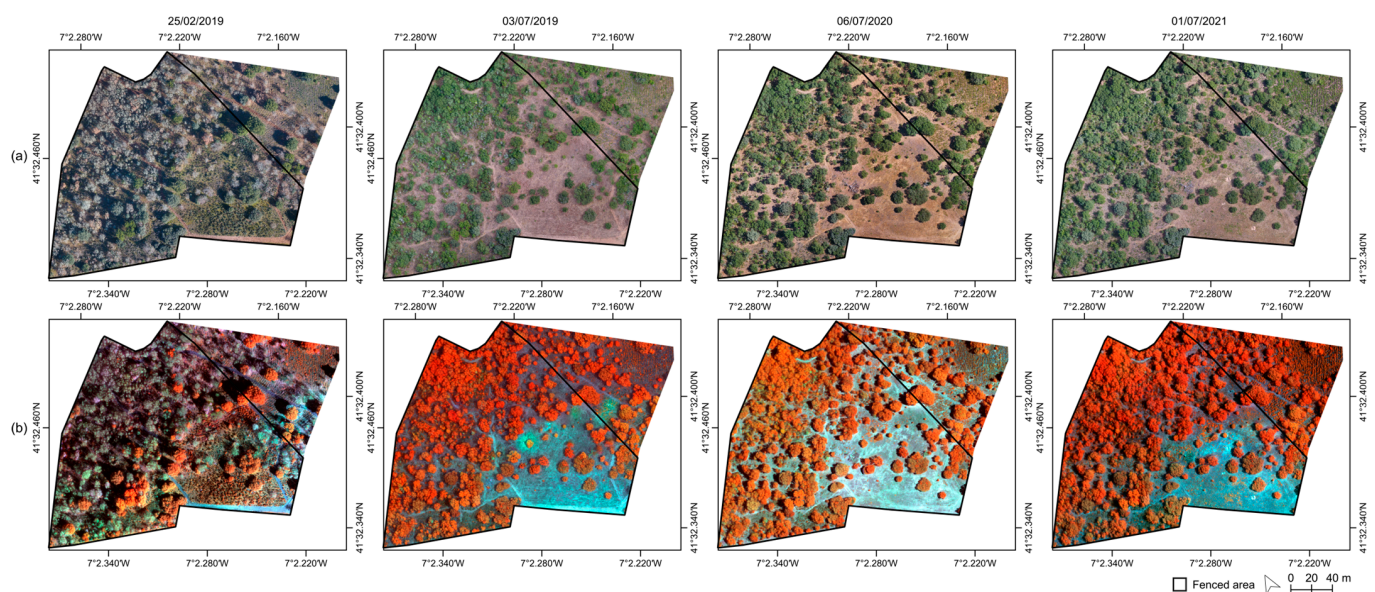 25/02/2019 03/07/2019 06/07/2020 01/07/2021
7°2.280'W 7°2.220'W 7°2.160'W 7°2.280'W 7°2.220'W 7°2.160'W 7°2.280'W 7°2.220'W 7°2.160'W 7°2.280'W 7°2.220'W 7°2.160'W
(a)
41°32.460'N 41°32.400'N 41°32.340'N 41°32.460'N 41°32.400'N 41°32.340'N 41°32.460'N 41°32.400'N 41°32.340'N 41°32.460'N 41°32.400'N 41°32.340'N
7°2.340'W 7°2.280'W 7°2.220'W 7°2.340'W 7°2.280'W 7°2.220'W 7°2.340'W 7°2.280'W 7°2.220'W 7°2.340'W 7°2.280'W 7°2.220'W
7°2.280'W 7°2.220'W 7°2.160'W 7°2.280'W 7°2.220'W 7°2.160'W 7°2.280'W 7°2.220'W 7°2.160'W 7°2.280'W 7°2.220'W 7°2.160'W
(b)
41°32.460'N 41°32.400'N 41°32.340'N 41°32.460'N 41°32.400'N 41°32.340'N 41°32.460'N 41°32.400'N 41°32.340'N 41°32.460'N 41°32.400'N 41°32.340'N
7°2.340'W 7°2.280'W 7°2.220'W 7°2.340'W 7°2.280'W 7°2.220'W 7°2.340'W 7°2.280'W 7°2.220'W 7°2.340'W 7°2.280'W 7°2.220'W
Fenced area 0 20 40 m